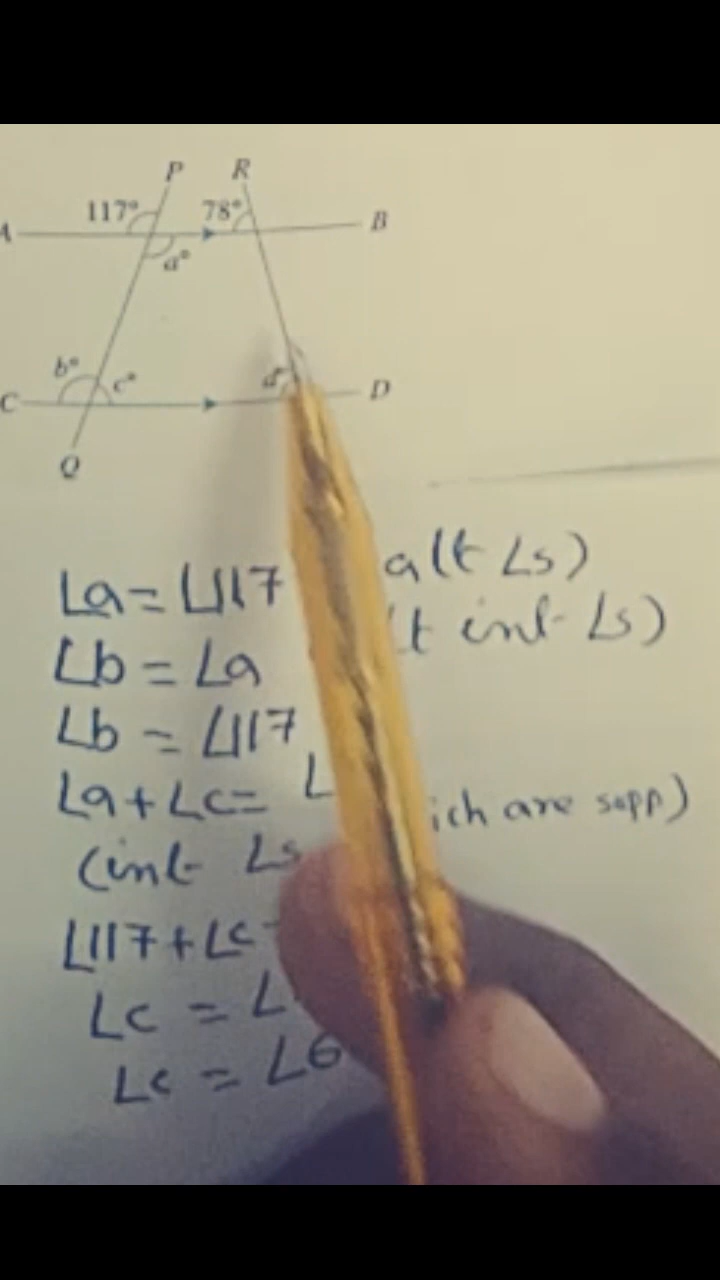 P R
117° 78°
A B
a°
b° c° d
C D
Q
∠a = ∠117 alt ∠s)
∠b = ∠a t int ∠s)
∠b = ∠117
∠a + ∠c = ∠ ich are supp)
(int ∠s
∠117 + ∠c
∠c = ∠
∠c = ∠6